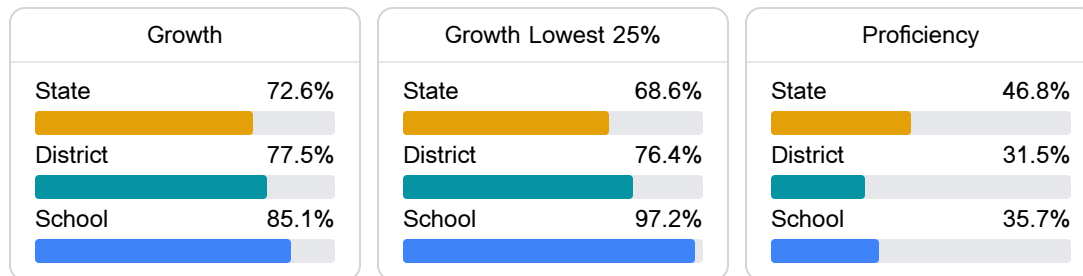 Growth
State 72.6%
District 77.5%
School 85.1%
Growth Lowest 25%
State 68.6%
District 76.4%
School 97.2%
Proficiency
State 46.8%
District 31.5%
School 35.7%